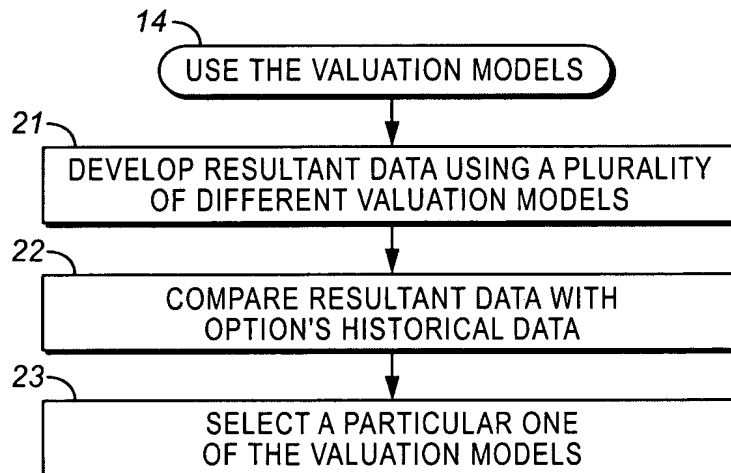 14
USE THE VALUATION MODELS
21
DEVELOP RESULTANT DATA USING A PLURALITY
OF DIFFERENT VALUATION MODELS
22
COMPARE RESULTANT DATA WITH
OPTION'S HISTORICAL DATA
23
SELECT A PARTICULAR ONE
OF THE VALUATION MODELS